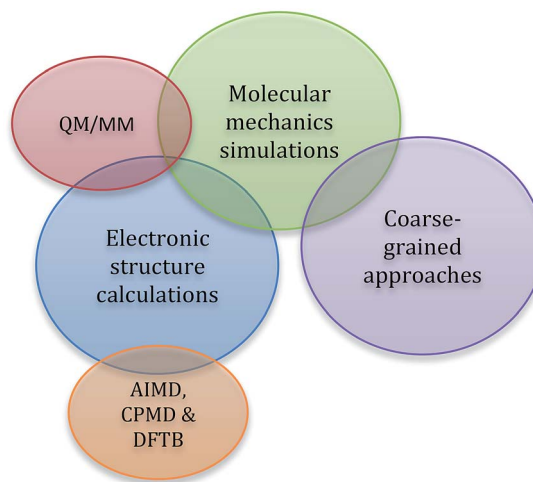 QM/MM
Molecular
mechanics
simulations
Coarse-
grained
approaches
Electronic
structure
calculations
AIMD,
CPMD &
DFTB